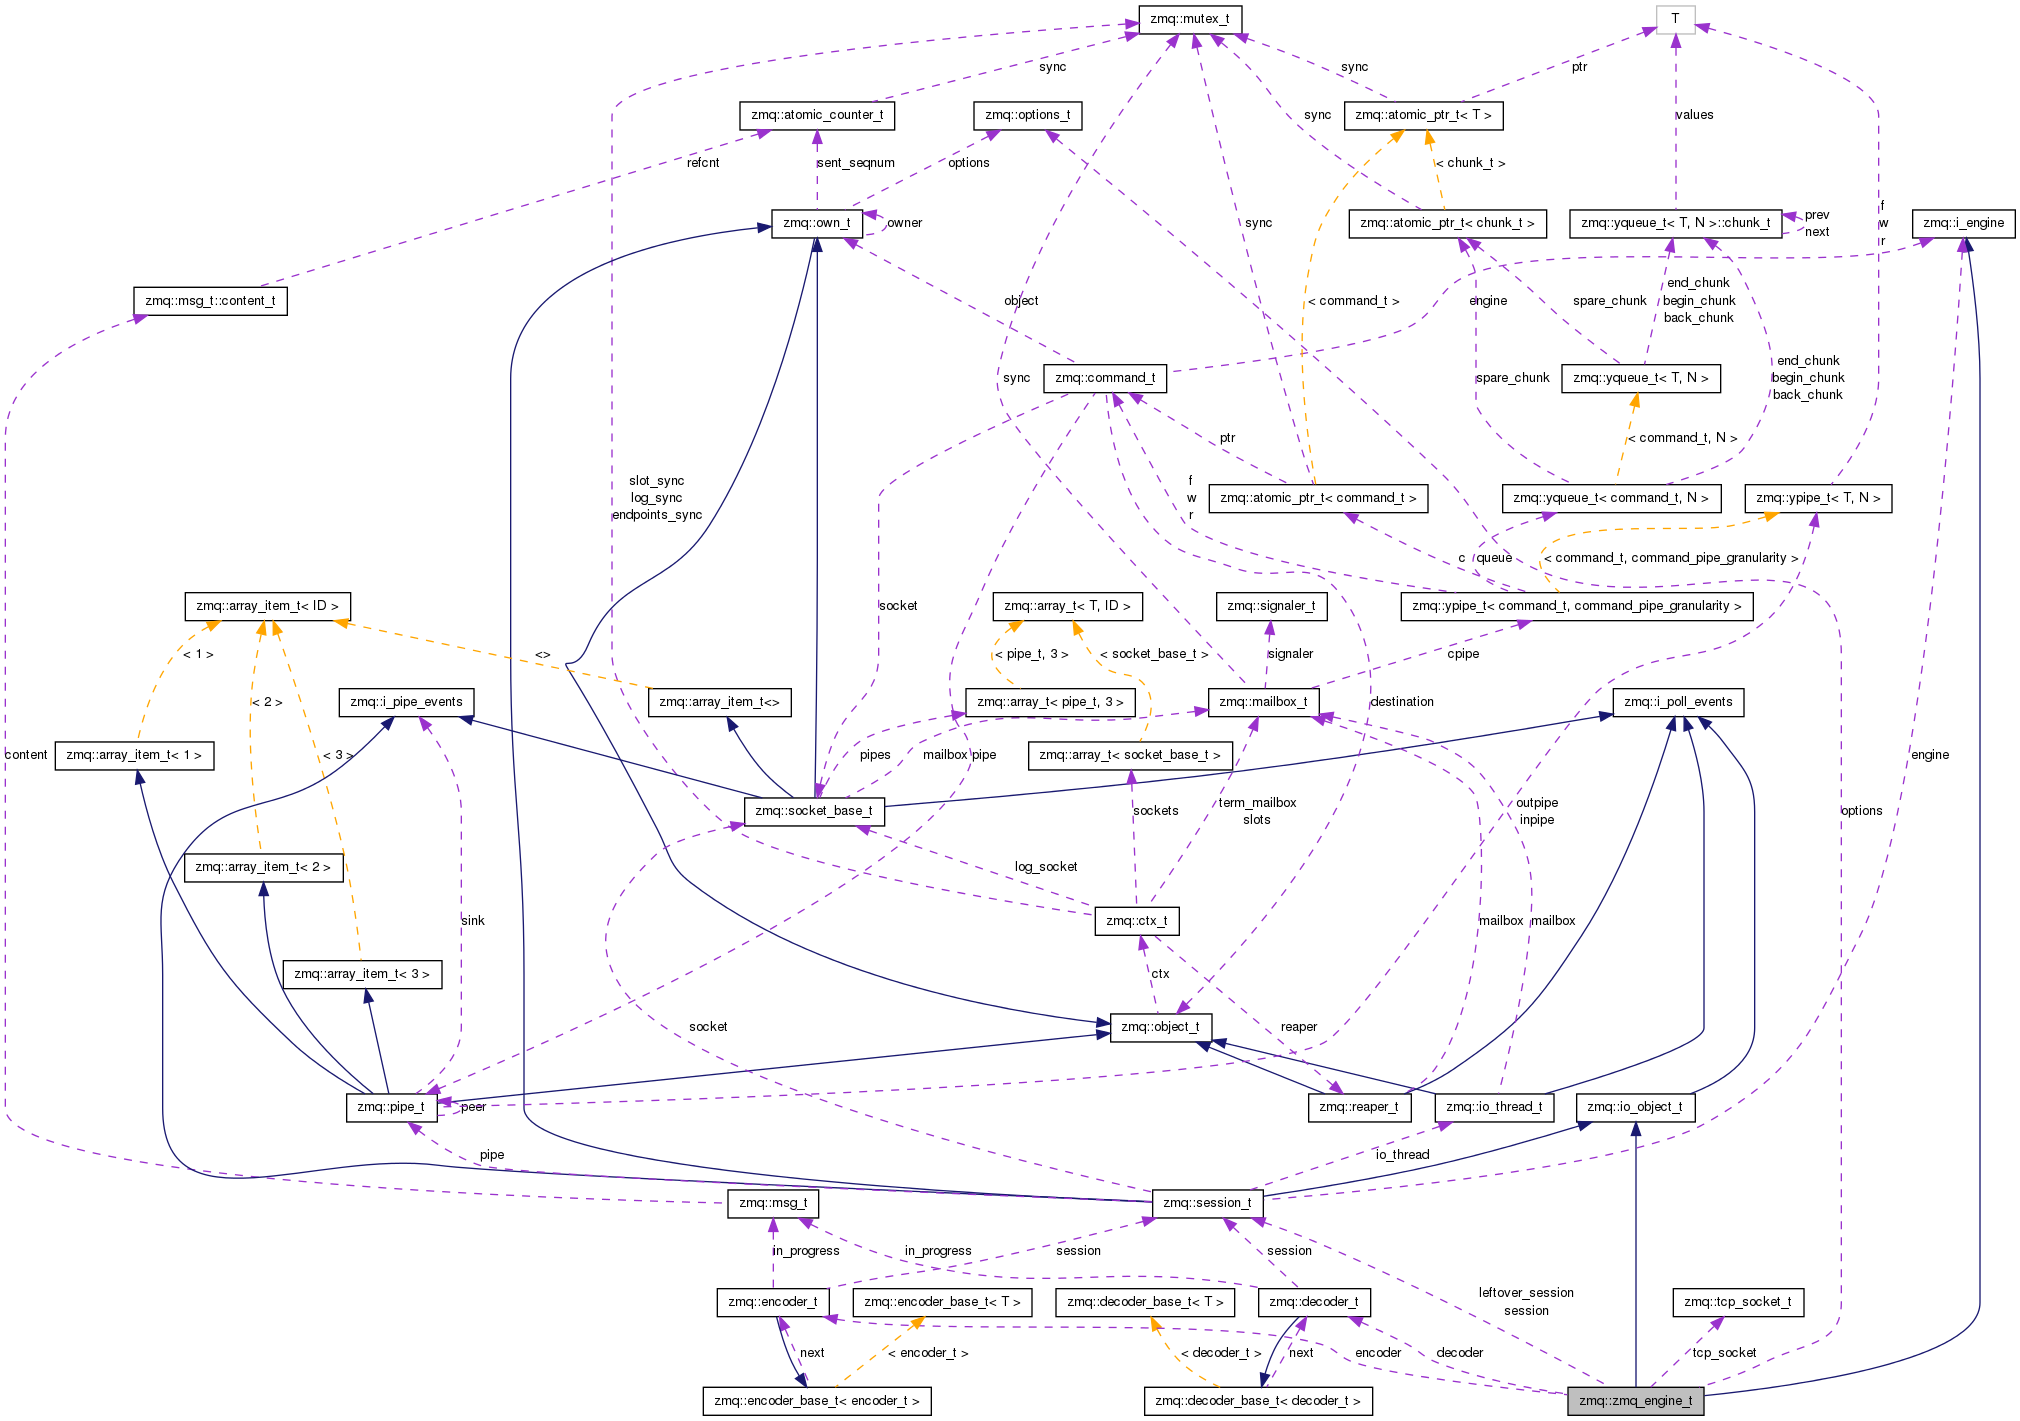 zmq::mutex_t
T
sync
sync
ptr
zmq::atomic_counter_t
zmq::options_t
zmq::atomic_ptr_t< T >
sync
values
refcnt
sent_seqnum
options
< chunk_t >
zmq::own_t
owner
sync
zmq::atomic_ptr_t< chunk_t >
zmq::yqueue_t< T, N >::chunk_t
prev
next
f
w
r
zmq::i_engine
zmq::msg_t::content_t
object
< command_t >
engine
spare_chunk
end_chunk
begin_chunk
back_chunk
sync
zmq::command_t
spare_chunk
zmq::yqueue_t< T, N >
end_chunk
begin_chunk
back_chunk
ptr
< command_t, N >
slot_sync
log_sync
endpoints_sync
f
w
r
zmq::atomic_ptr_t< command_t >
zmq::yqueue_t< command_t, N >
zmq::ypipe_t< T, N >
c
queue
< command_t, command_pipe_granularity >
zmq::array_item_t< ID >
socket
zmq::array_t< T, ID >
zmq::signaler_t
zmq::ypipe_t< command_t, command_pipe_granularity >
< 1 >
<>
< pipe_t, 3 >
< socket_base_t >
signaler
cpipe
< 2 >
zmq::i_pipe_events
zmq::array_item_t<>
zmq::array_t< pipe_t, 3 >
zmq::mailbox_t
destination
zmq::i_poll_events
content
zmq::array_item_t< 1 >
< 3 >
pipes
mailbox
pipe
zmq::array_t< socket_base_t >
engine
zmq::socket_base_t
sockets
term_mailbox
slots
outpipe
inpipe
options
zmq::array_item_t< 2 >
log_socket
sink
zmq::ctx_t
mailbox
mailbox
zmq::array_item_t< 3 >
ctx
socket
zmq::object_t
reaper
zmq::pipe_t
peer
zmq::reaper_t
zmq::io_thread_t
zmq::io_object_t
pipe
io_thread
zmq::msg_t
zmq::session_t
in_progress
in_progress
session
session
leftover_session
session
zmq::encoder_t
zmq::encoder_base_t< T >
zmq::decoder_base_t< T >
zmq::decoder_t
zmq::tcp_socket_t
next
< encoder_t >
< decoder_t >
next
encoder
decoder
tcp_socket
zmq::encoder_base_t< encoder_t >
zmq::decoder_base_t< decoder_t >
zmq::zmq_engine_t